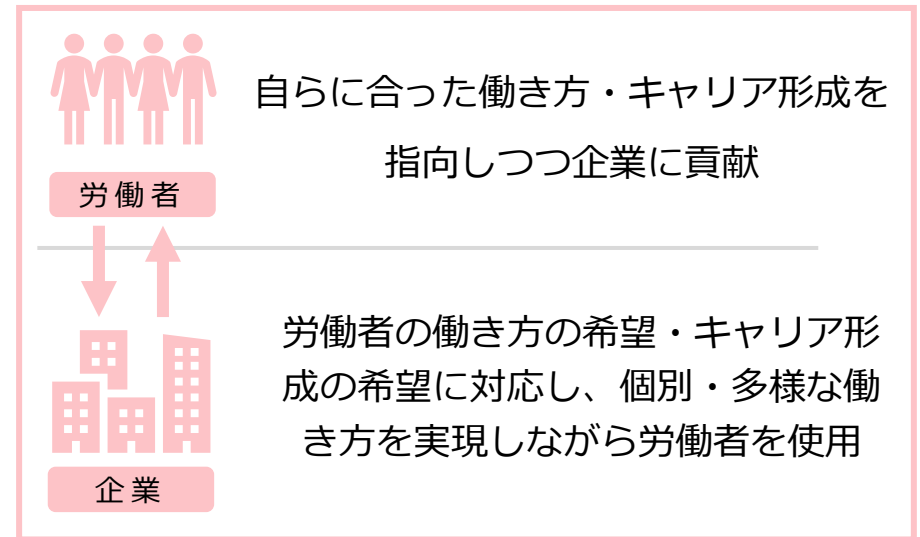 自らに合った働き方・キャリア形成を
指向しつつ企業に貢献
労働者
労働者の働き方の希望・キャリア形
成の希望に対応し、個別・多様な働
き方を実現しながら労働者を使用
企業